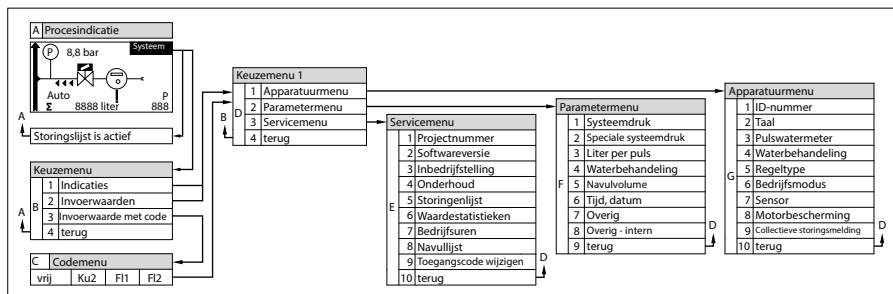 A Procesindicatie
P 8,8 bar Systeem
Auto P
Σ 8888 liter 888
A
Storingslijst is actief
Keuzemenu
B
1 Indicaties
2 Invoerwaarden
3 Invoerwaarde met code
4 terug
A
C Codemenu
vrij Ku2 Fl1 Fl2
Keuzemenu 1
D
1 Apparatuurmenu
2 Parametermenu
3 Servicemenu
4 terug
B
Servicemenu
E
1 Projectnummer
2 Softwareversie
3 Inbedrijfstelling
4 Onderhoud
5 Storingenlijst
6 Waardestatistieken
7 Bedrijfsuren
8 Navullijst
9 Toegangscode wijzigen
10 terug
D
Parametermenu
F
1 Systeemdruk
2 Speciale systeemdruk
3 Liter per puls
4 Waterbehandeling
5 Navulvolume
6 Tijd, datum
7 Overig
8 Overig - intern
9 terug
D
Apparatuurmenu
G
1 ID-nummer
2 Taal
3 Pulswatermeter
4 Waterbehandeling
5 Regeltype
6 Bedrijfsmodus
7 Sensor
8 Motorbescherming
9 Collectieve storingsmelding
10 terug
D